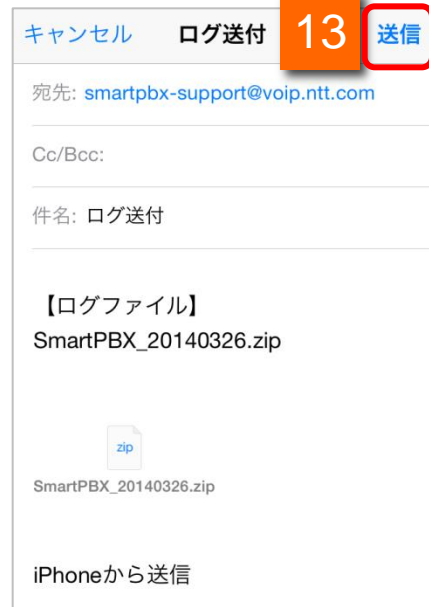 キャンセル ログ送付 13 送信
宛先: smartpbx-support@voip.ntt.com
Cc/Bcc:
件名: ログ送付
【ログファイル】
SmartPBX_20140326.zip
zip
SmartPBX_20140326.zip
iPhoneから送信